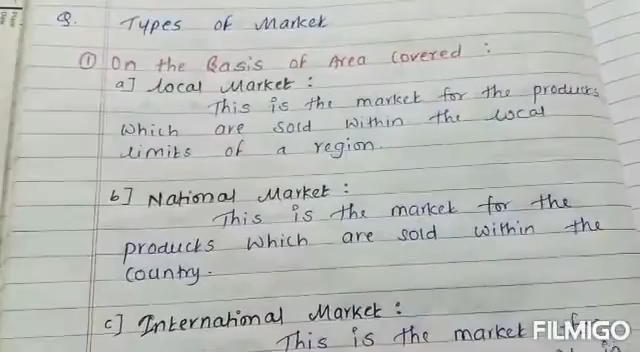 Q. Types of Market
① On the Basis of Area Covered :
a] Local Market :
This is the market for the products
which are sold within the local
limits of a region.
b] National Market :
This is the market for the
products which are sold within the
country.
c] International Market :
This is the market
FILMIGO